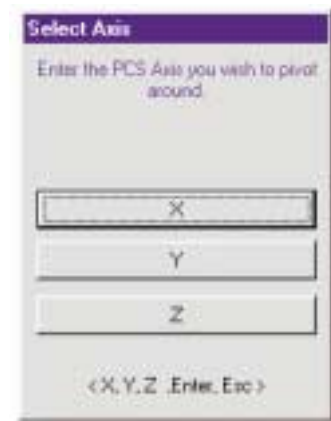 Select Axis
Enter the PCS Axis you wish to pivot
around.
X
Y
Z
< X, Y, Z ,Enter, Esc >